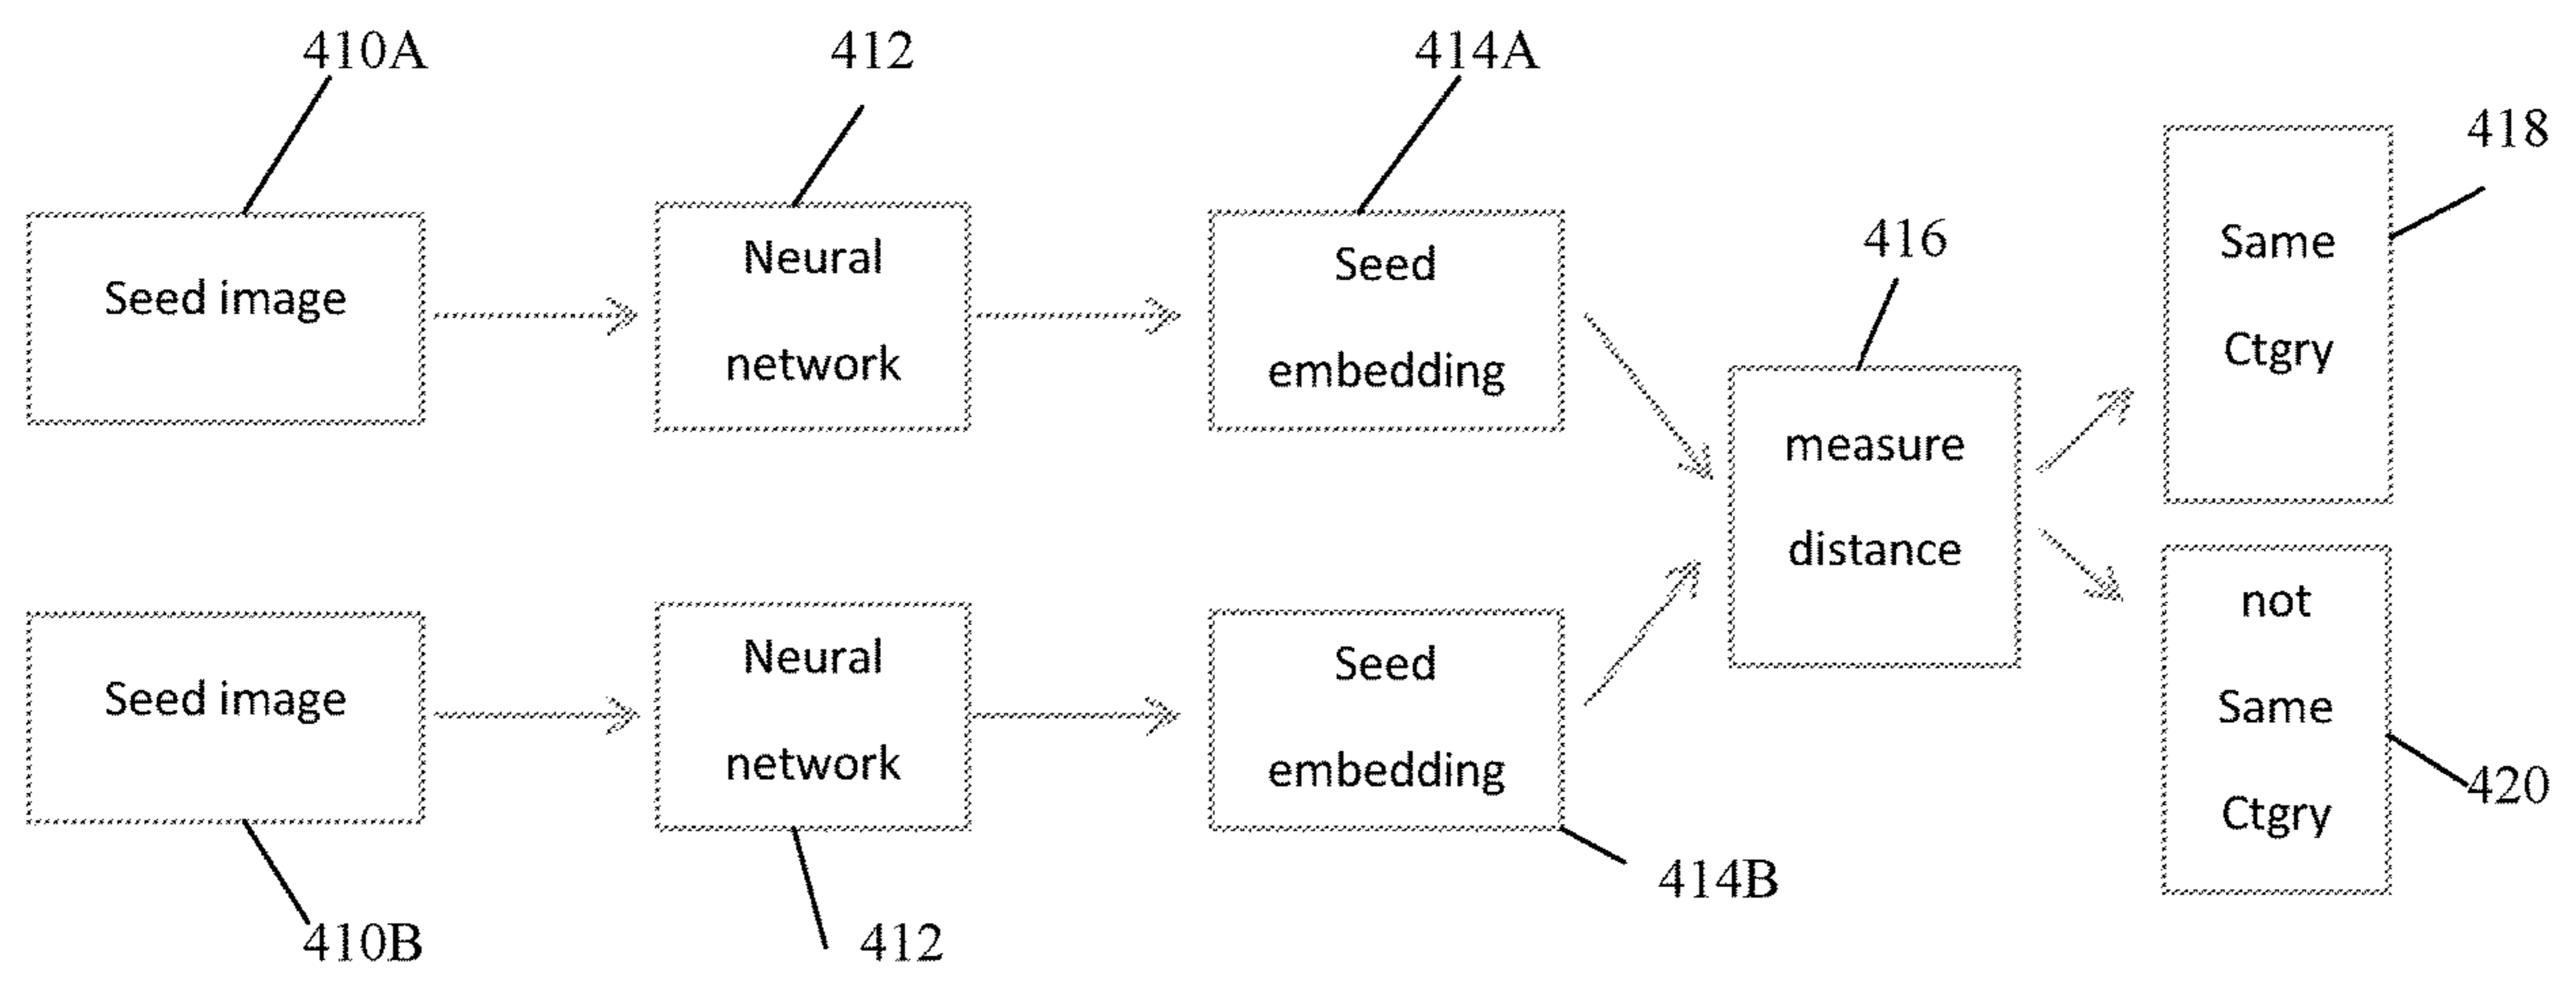 410A
412
414A
418
416
Seed image
Neural
network
Seed
embedding
measure
distance
Same
Ctgry
Seed image
Neural
network
Seed
embedding
not
Same
Ctgry
420
410B
412
414B